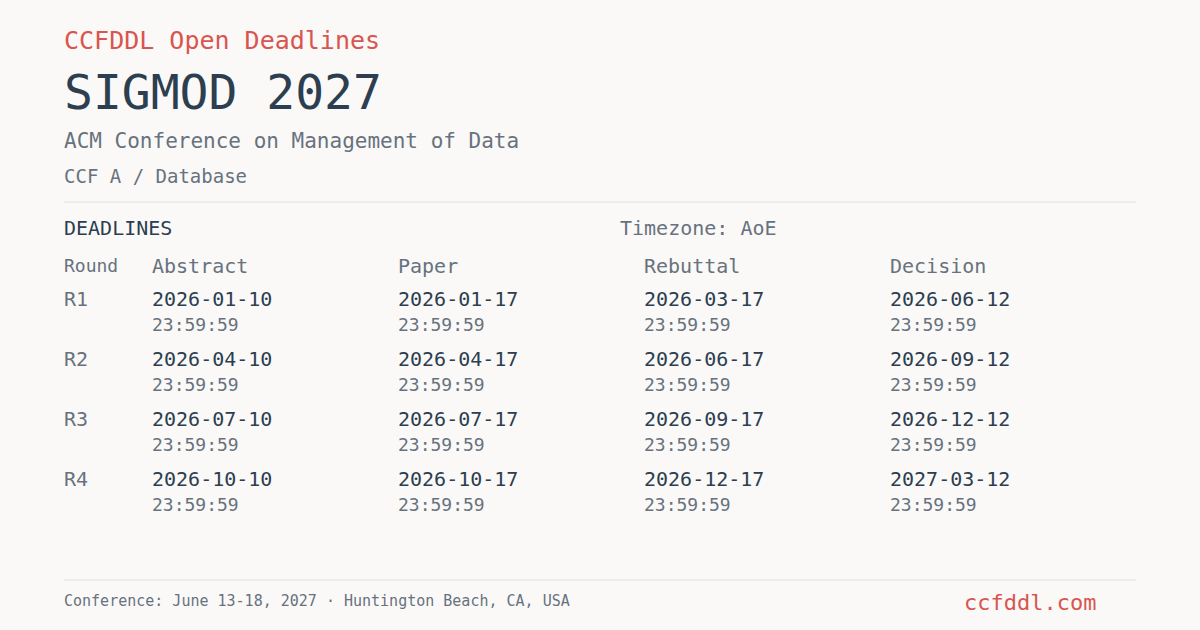 CCFDDL Open Deadlines
SIGMOD 2027
ACM Conference on Management of Data
CCF A / Database
DEADLINES Timezone: AoE
Round Abstract Paper Rebuttal Decision
R1 2026-01-10 2026-01-17 2026-03-17 2026-06-12
23:59:59 23:59:59 23:59:59 23:59:59
R2 2026-04-10 2026-04-17 2026-06-17 2026-09-12
23:59:59 23:59:59 23:59:59 23:59:59
R3 2026-07-10 2026-07-17 2026-09-17 2026-12-12
23:59:59 23:59:59 23:59:59 23:59:59
R4 2026-10-10 2026-10-17 2026-12-17 2027-03-12
23:59:59 23:59:59 23:59:59 23:59:59
Conference: June 13-18, 2027 · Huntington Beach, CA, USA ccfddl.com